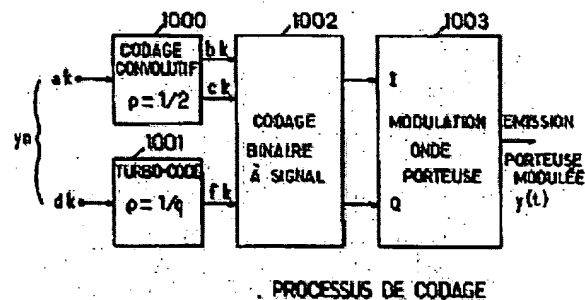 1000
1002
1003
CODAGE
CONVOLUTIF
ρ = 1/2
ak
bk
ck
yn
1001
TURBO-CODE
ρ = 1/q
dk
fk
CODAGE
BINAIRE
À SIGNAL
I
Q
MODULATION
ONDE
PORTEUSE
EMISSION
PORTEUSE
MODULÉE
y(t)
PROCESSUS DE CODAGE